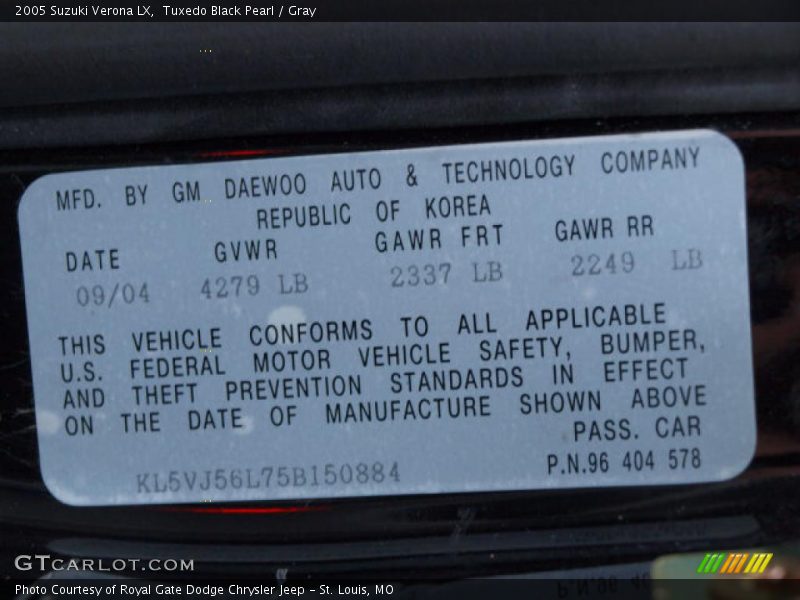 2005 Suzuki Verona LX,  Tuxedo Black Pearl / Gray
MFD. BY GM DAEWOO AUTO & TECHNOLOGY COMPANY
REPUBLIC OF KOREA
DATE GVWR GAWR FRT GAWR RR
09/04 4279 LB 2337 LB 2249 LB
THIS VEHICLE CONFORMS TO ALL APPLICABLE
U.S. FEDERAL MOTOR VEHICLE SAFETY, BUMPER,
AND THEFT PREVENTION STANDARDS IN EFFECT
ON THE DATE OF MANUFACTURE SHOWN ABOVE
PASS. CAR
KL5VJ56L75B150884 P.N.96 404 578
GTCARLOT.COM
Photo Courtesy of Royal Gate Dodge Chrysler Jeep – St. Louis, MO